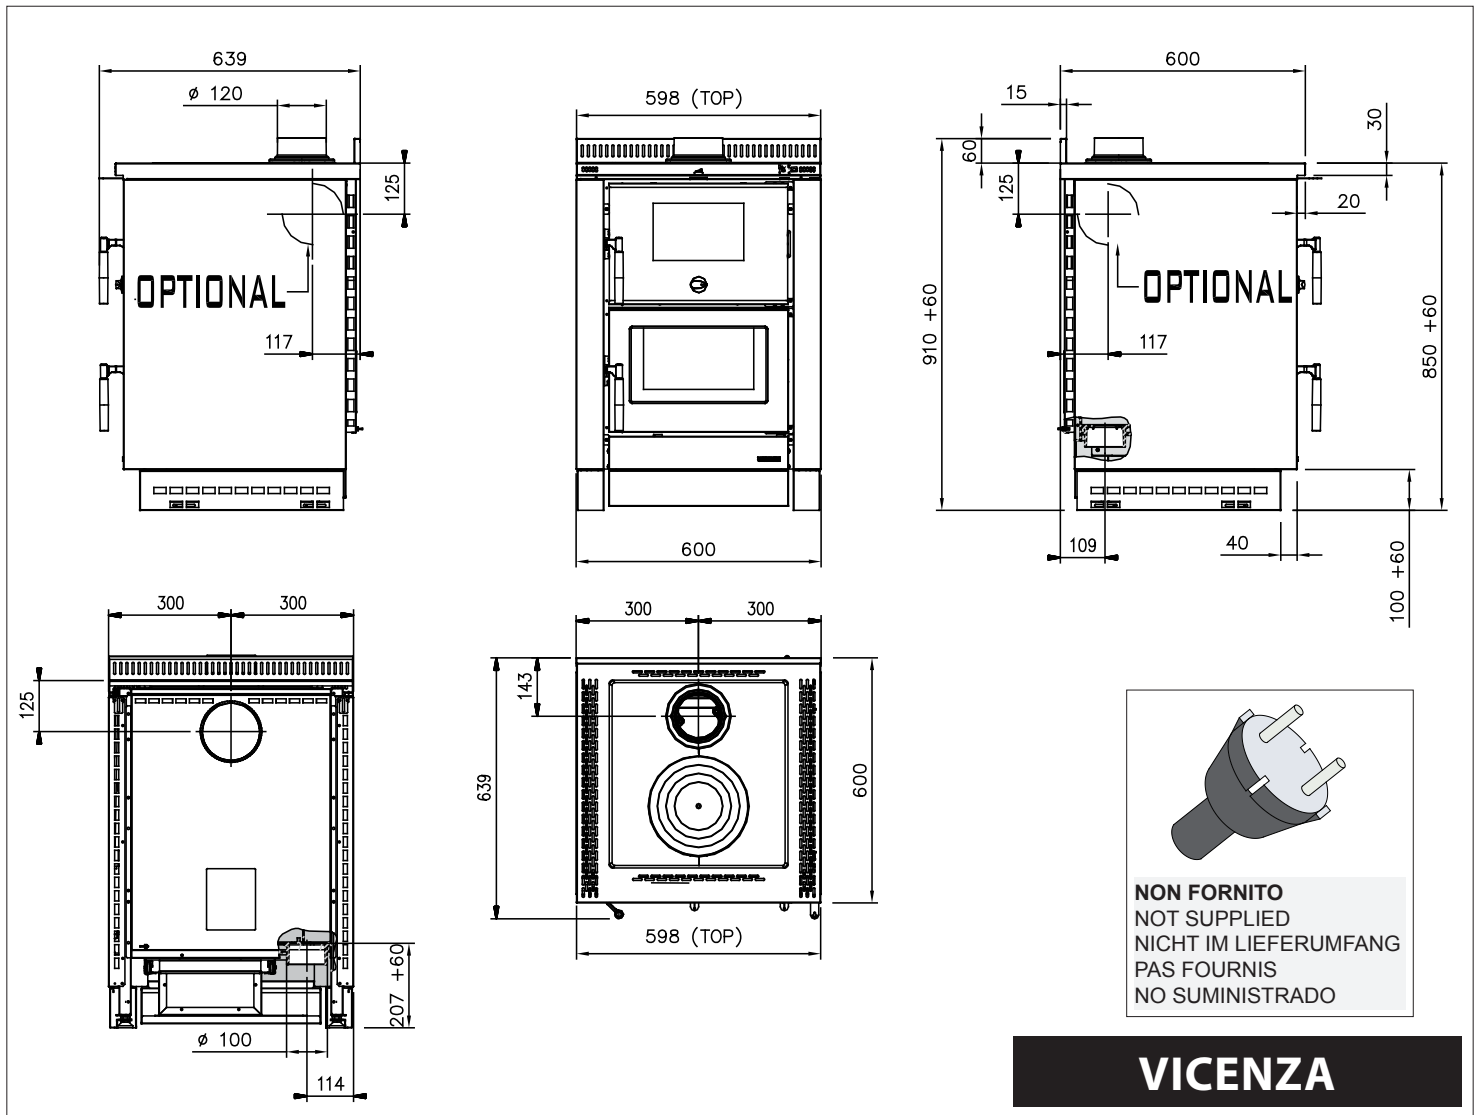 639
ø 120
125
OPTIONAL
117
598 (TOP)
600
600
15
60
125
30
20
OPTIONAL
117
910 +60
850 +60
109
40
100 +60
300
300
125
207 +60
ø 100
114
300
300
143
639
600
598 (TOP)
NON FORNITO
NOT SUPPLIED
NICHT IM LIEFERUMFANG
PAS FOURNIS
NO SUMINISTRADO
VICENZA